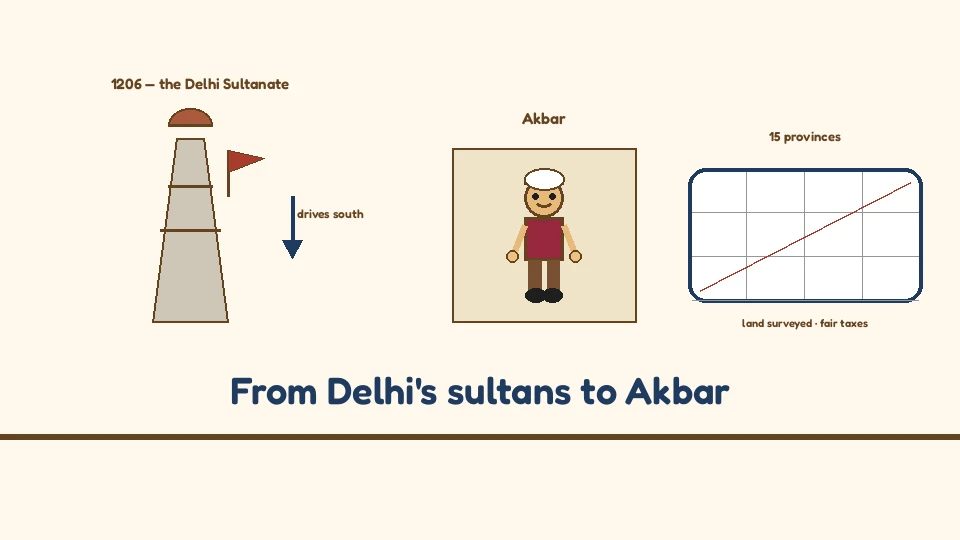 1206 — the Delhi Sultanate
drives south
Akbar
15 provinces
land surveyed · fair taxes
From Delhi's sultans to Akbar